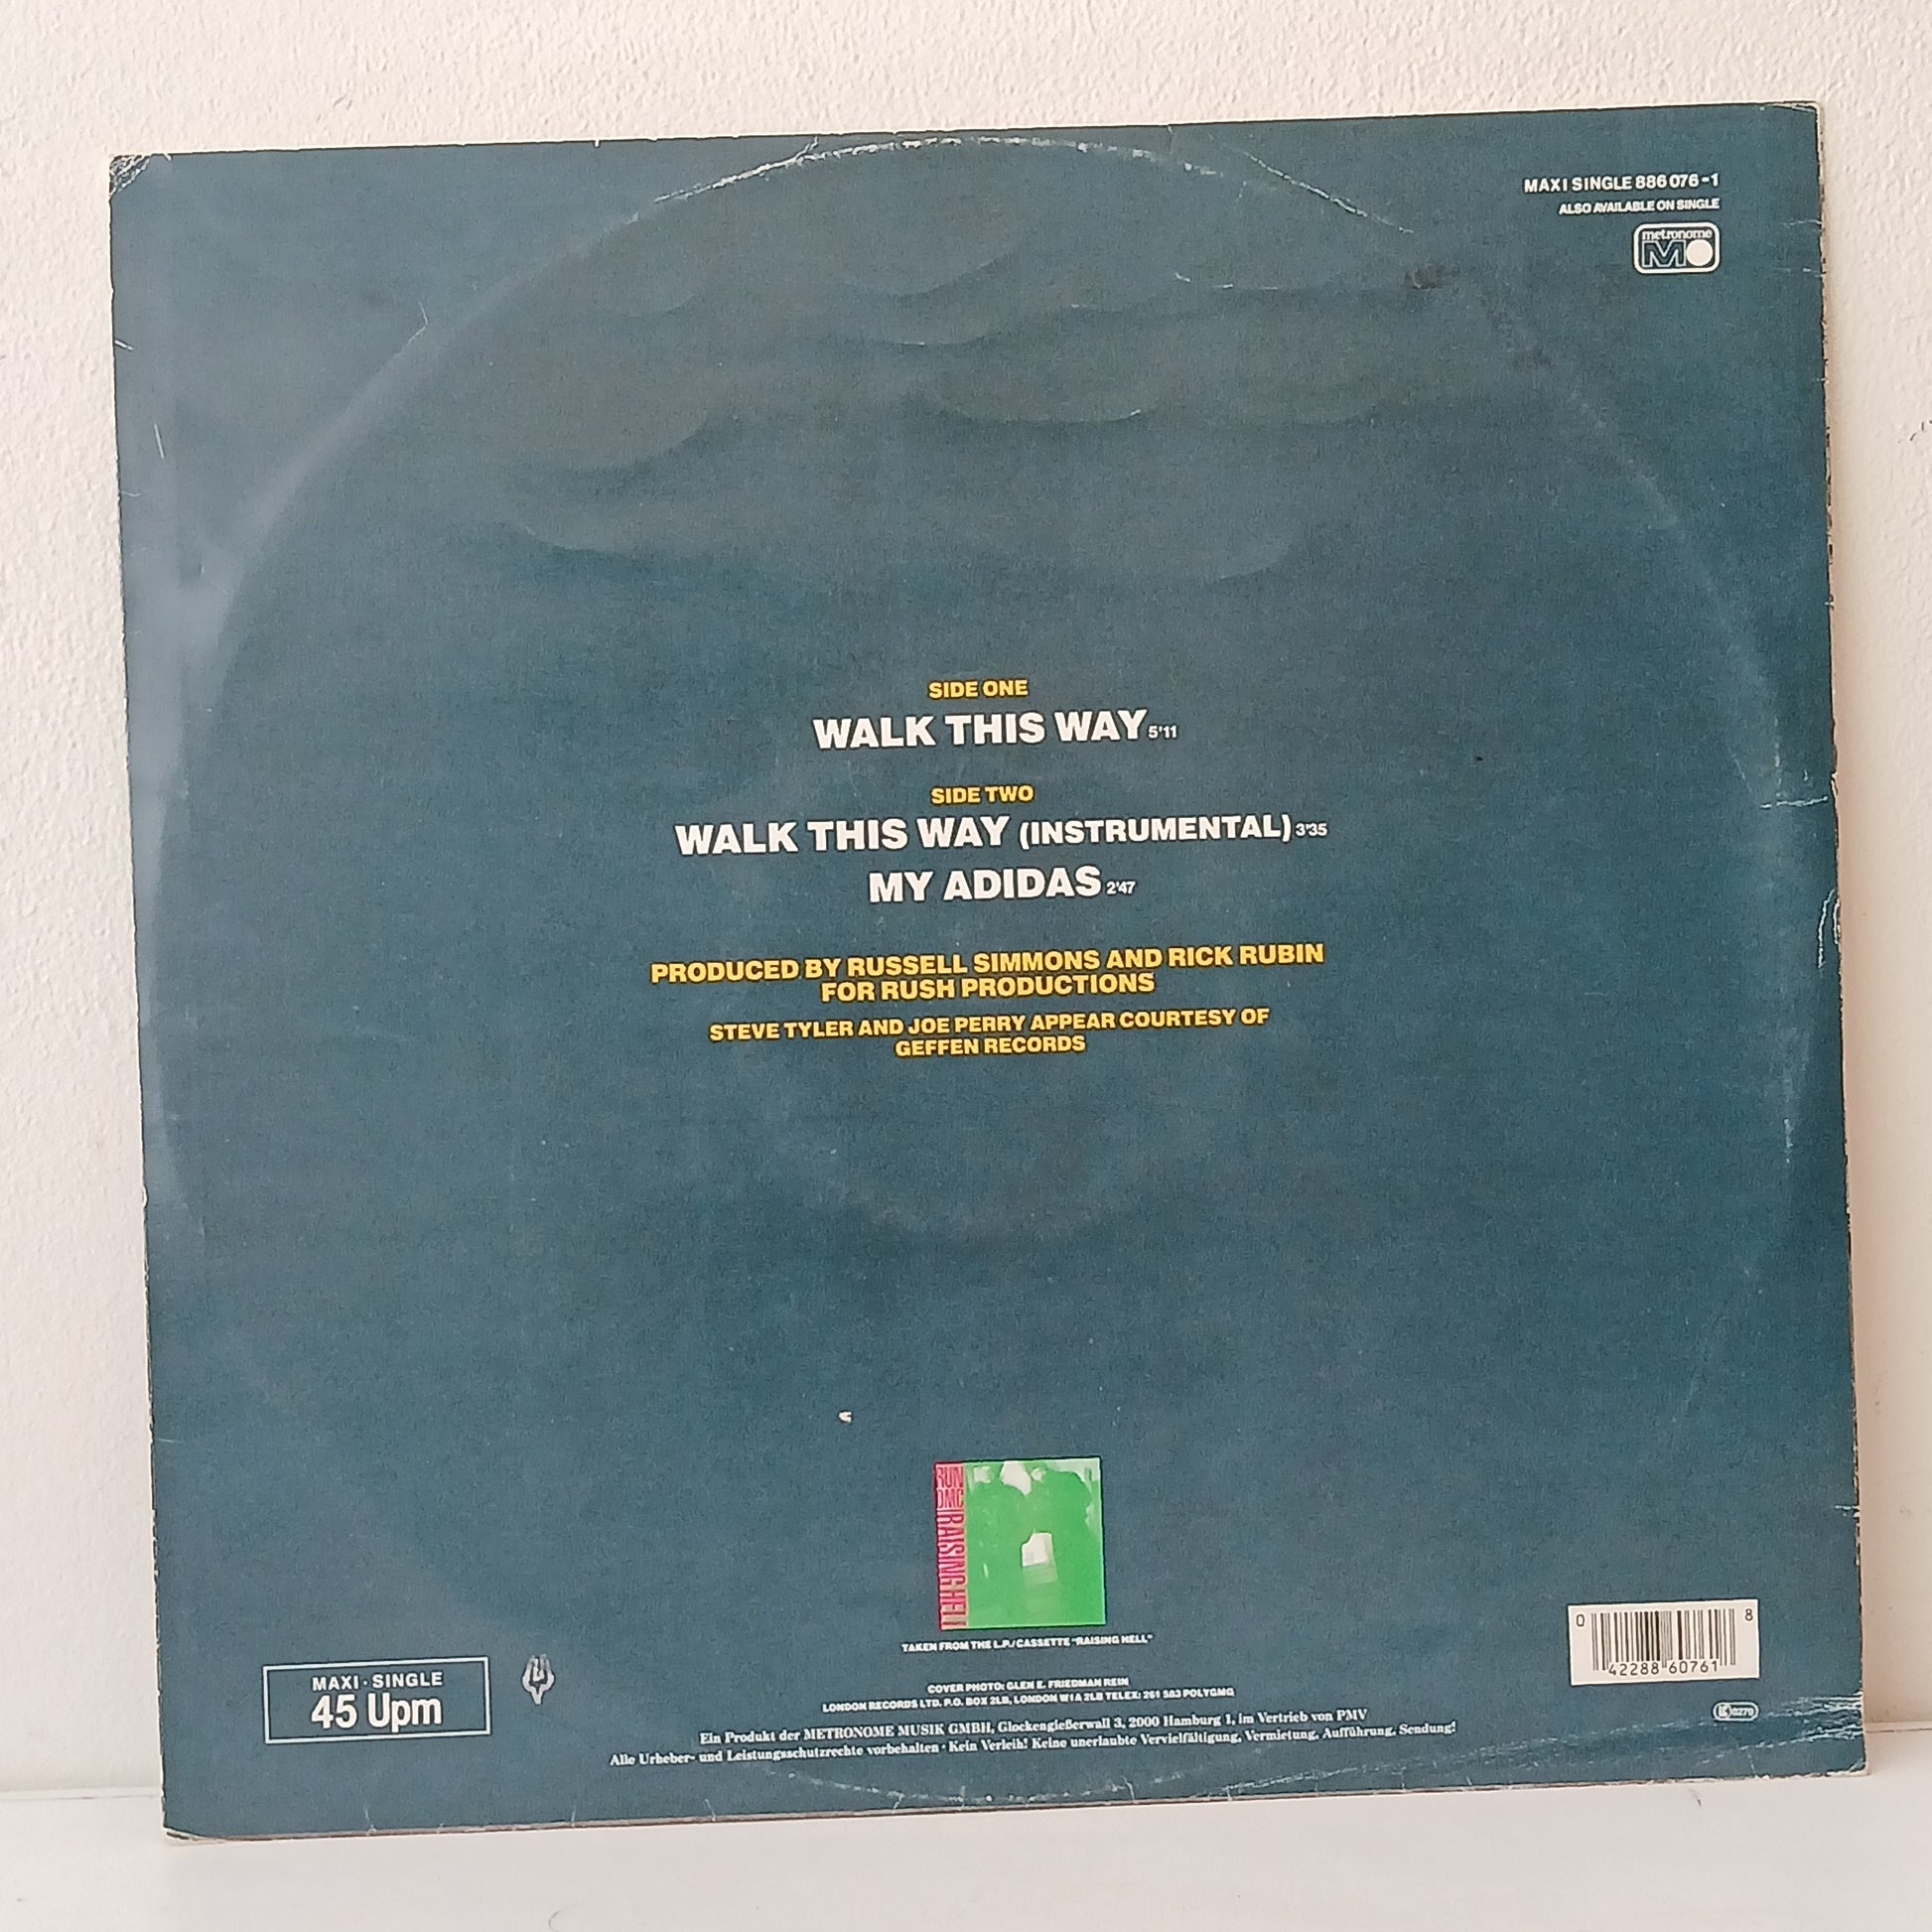 MAXI SINGLE 886 076-1
ALSO AVAILABLE ON SINGLE
metronome
SIDE ONE
WALK THIS WAY 5'11
SIDE TWO
WALK THIS WAY (INSTRUMENTAL) 3'35
MY ADIDAS 2'47
PRODUCED BY RUSSELL SIMMONS AND RICK RUBIN
FOR RUSH PRODUCTIONS
STEVE TYLER AND JOE PERRY APPEAR COURTESY OF
GEFFEN RECORDS
RUN
DMC
RAISING HELL
TAKEN FROM THE L.P./CASSETTE "RAISING HELL"
COVER PHOTO: GLEN E. FRIEDMAN REIN
LONDON RECORDS LTD. P.O. BOX 2LB, LONDON W1A 2LB TELEX: 261 583 POLYGMG
Ein Produkt der METRONOME MUSIK GMBH, Glockengießerwall 3, 2000 Hamburg 1, im Vertrieb von PMV
Alle Urheber- und Leistungsschutzrechte vorbehalten · Kein Verleih! Keine unerlaubte Vervielfältigung, Vermietung, Aufführung, Sendung!
MAXI · SINGLE
45 Upm
0 42288 60761 8